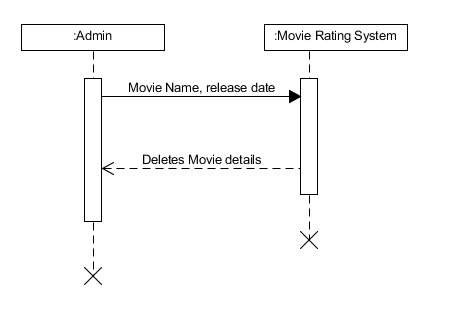 :Admin
:Movie Rating System
Movie Name, release date
Deletes Movie details